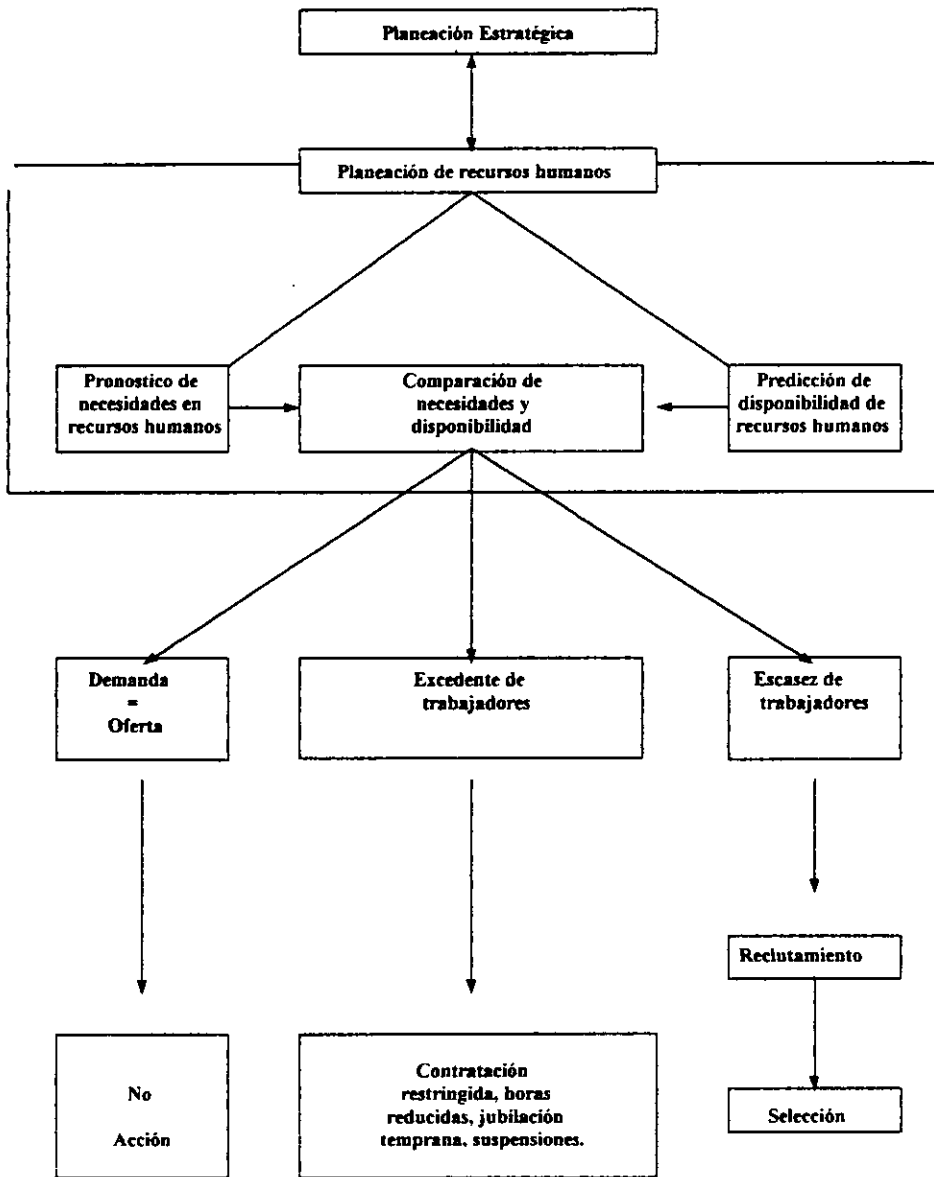 Planeación Estratégica
Planeación de recursos humanos
Pronostico de
necesidades en
recursos humanos
Comparación de
necesidades y
disponibilidad
Predicción de
disponibilidad de
recursos humanos
Demanda
=
Oferta
Excedente de
trabajadores
Escasez de
trabajadores
Reclutamiento
No
Acción
Contratación
restringida, horas
reducidas, jubilación
temprana, suspensiones.
Selección